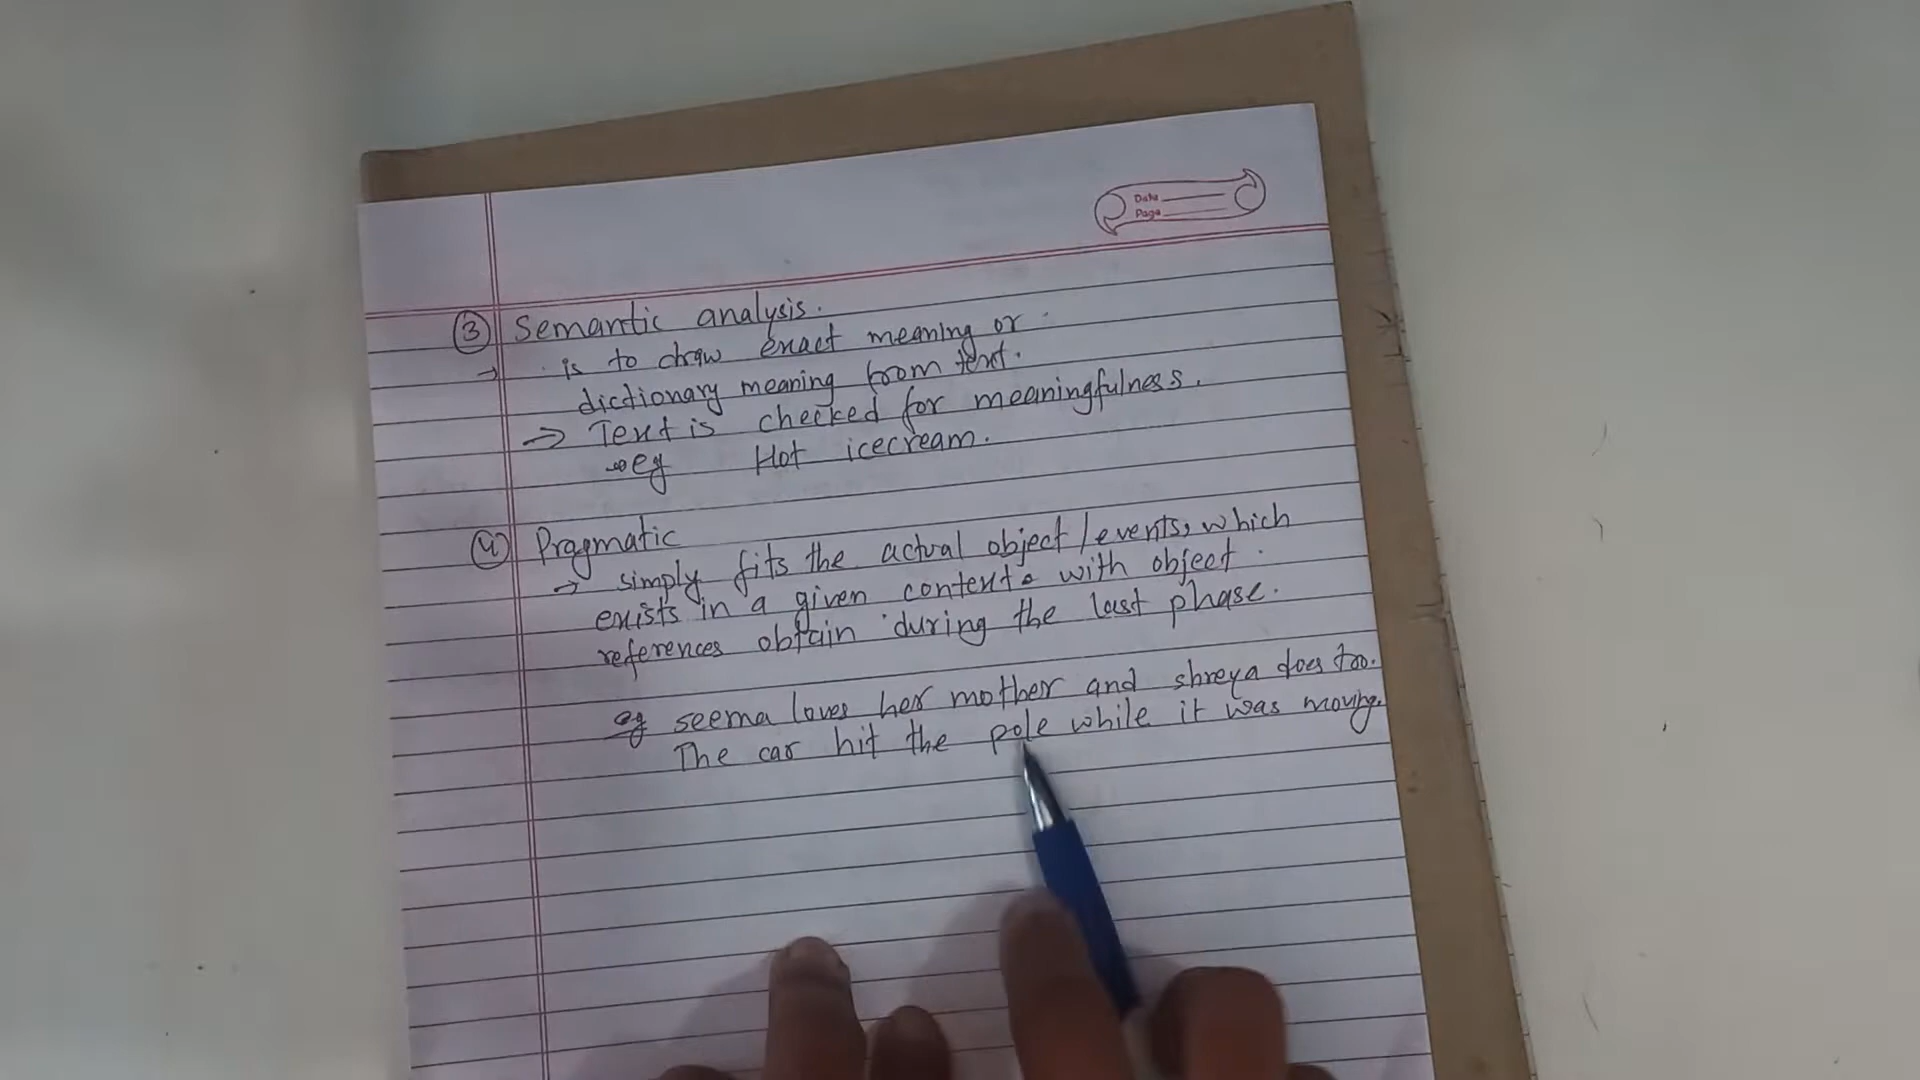 Date
Page
③ Semantic analysis.
→ is to draw exact meaning or
dictionary meaning from text.
→ Text is checked for meaningfulness.
eg Hot icecream.
④ Pragmatic
→ simply fits the actual object/events, which
exists in a given context with object
references obtain during the last phase.
eg seema loves her mother and shreya does too.
The car hit the pole while it was moving.